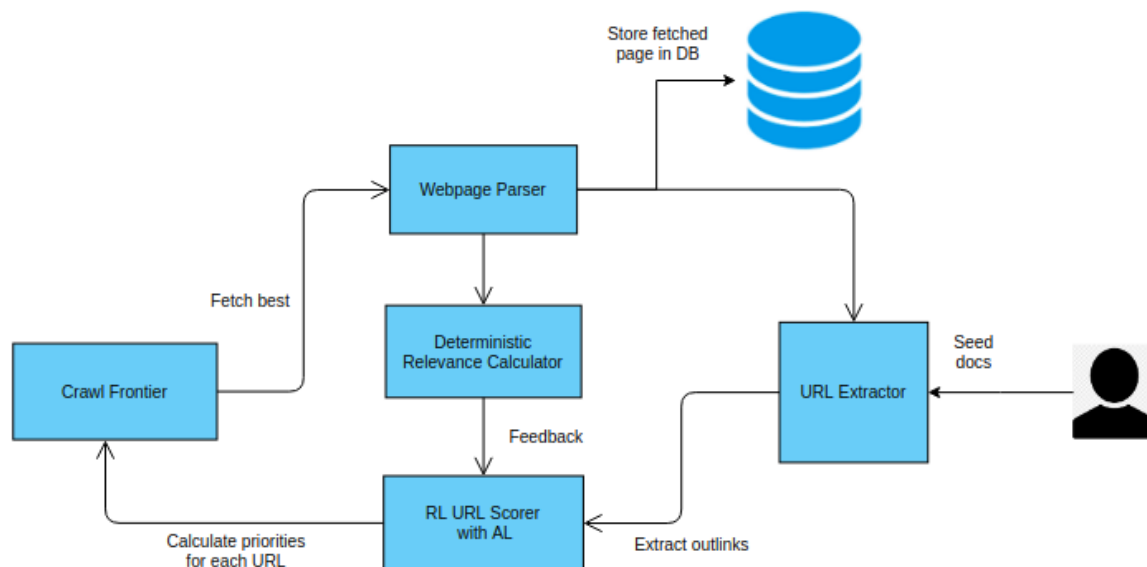 Store fetched
page in DB
Webpage Parser
Fetch best
Deterministic
Relevance Calculator
Seed
docs
Crawl Frontier
URL Extractor
Feedback
RL URL Scorer
with AL
Calculate priorities
for each URL
Extract outlinks